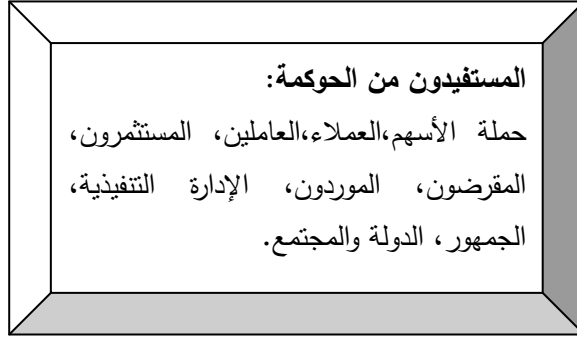 المستفيدون من الحوكمة:
حملة الأسهم،العملاء،العاملين، المستثمرون،
المقرضون، الموردون، الإدارة التنفيذية،
الجمهور، الدولة والمجتمع.